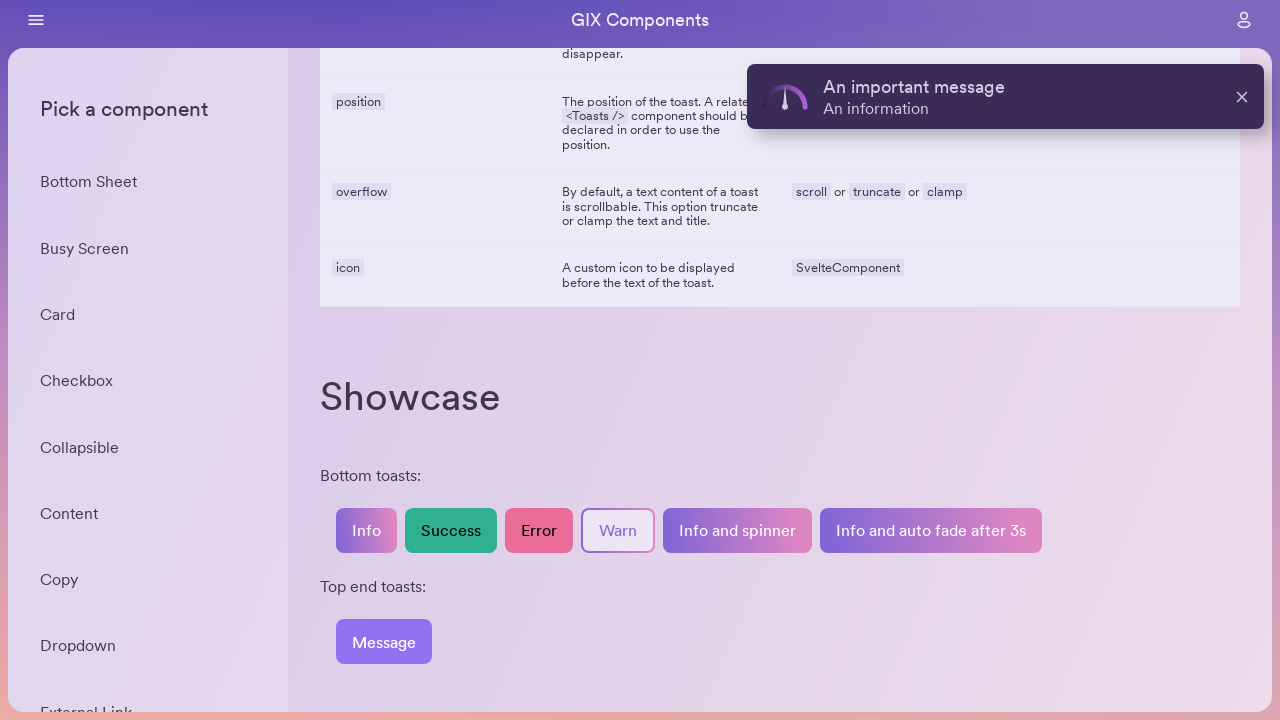 GIX Components
Pick a component
Bottom Sheet
Busy Screen
Card
Checkbox
Collapsible
Content
Copy
Dropdown
External Link
disappear.
position
The position of the toast. A
<Toasts /> component should
declared in order to use the
position.
overflow
By default, a text content of a toast
is scrollbable. This option truncate
or clamp the text and title.
scroll or truncate or clamp
icon
A custom icon to be displayed
before the text of the toast.
SvelteComponent
An important message
An information
Showcase
Bottom toasts:
Info
Success
Error
Warn
Info and spinner
Info and auto fade after 3s
Top end toasts:
Message